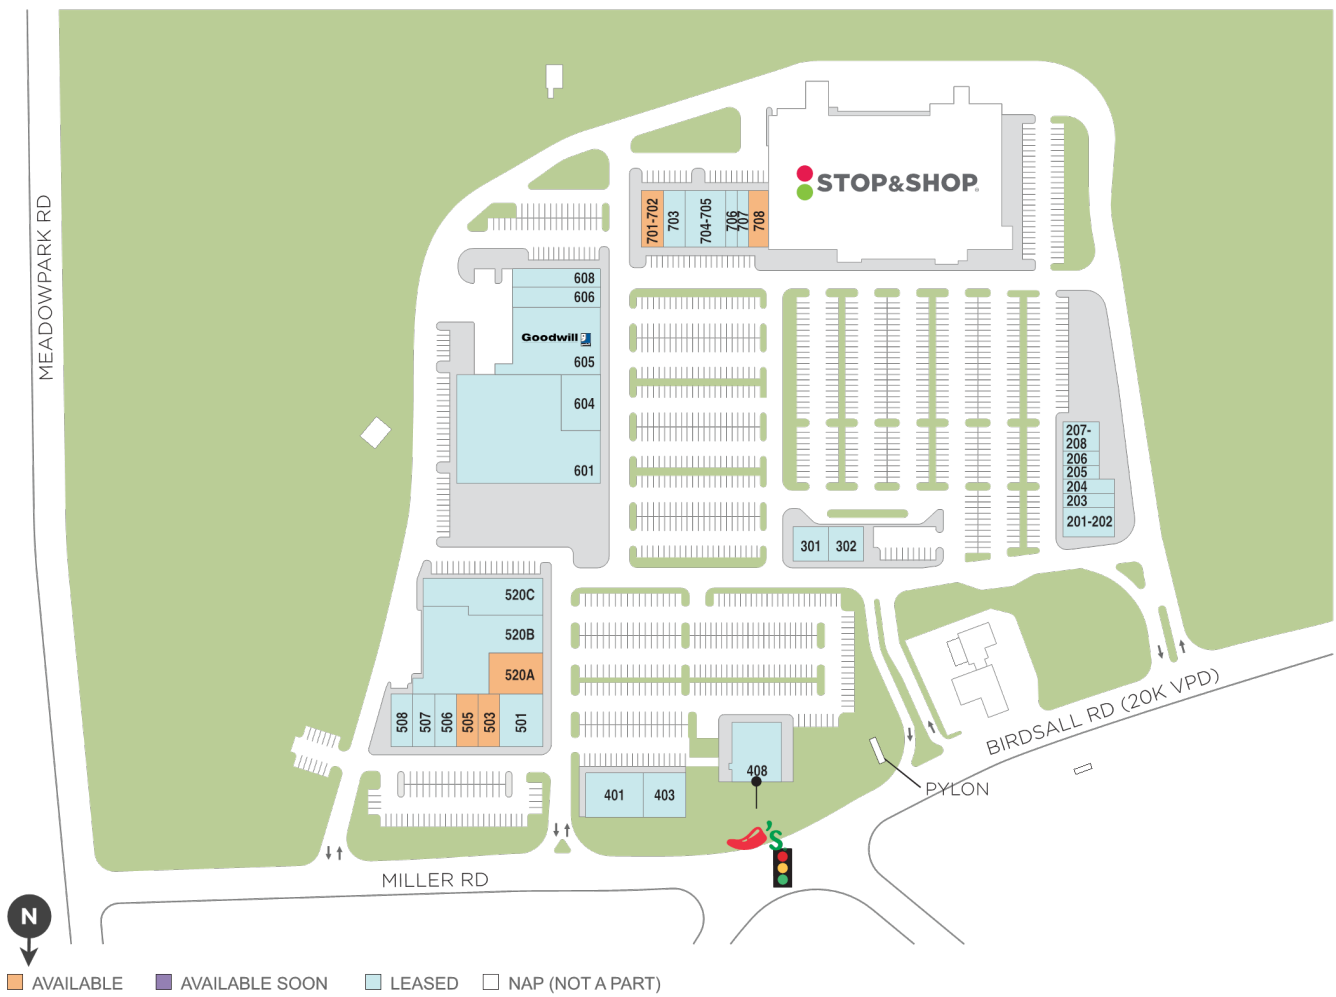 MEADOWPARK RD
STOP&SHOP
701-702
703
704-705
706
707
708
608
606
Goodwill
605
604
601
207-
208
206
205
204
203
201-202
301
302
520C
520B
520A
508
507
506
505
503
501
401
403
408
's
PYLON
BIRDSALL RD (20K VPD)
MILLER RD
N
AVAILABLE
AVAILABLE SOON
LEASED
NAP (NOT A PART)